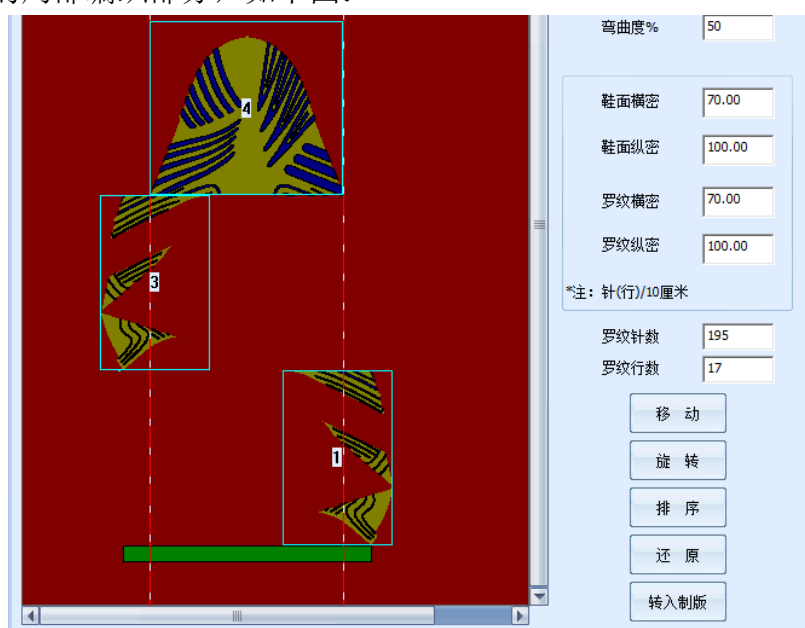 弯曲度% 50
鞋面横密 70.00
鞋面纵密 100.00
罗纹横密 70.00
罗纹纵密 100.00
*注：针(行)/10厘米
罗纹针数 195
罗纹行数 17
移 动
旋 转
排 序
还 原
转入制版
4
3
1